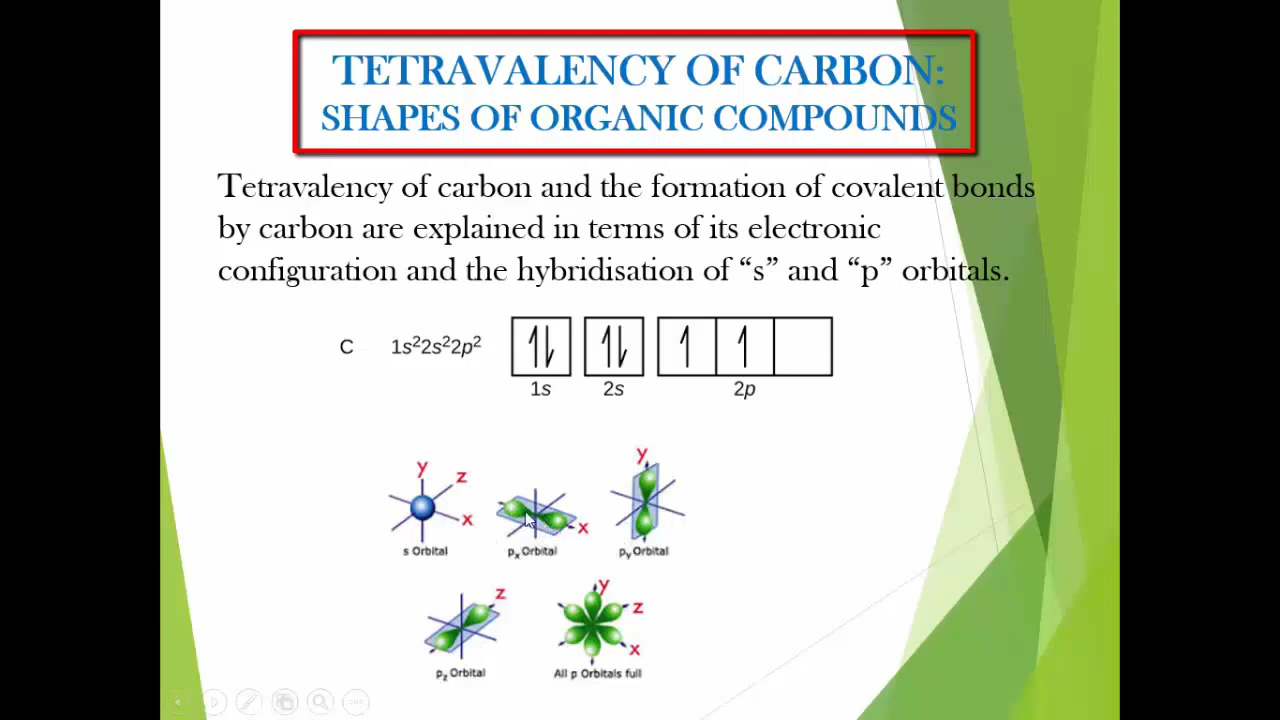 TETRAVALENCY OF CARBON:
SHAPES OF ORGANIC COMPOUNDS
Tetravalency of carbon and the formation of covalent bonds
by carbon are explained in terms of its electronic
configuration and the hybridisation of “s” and “p” orbitals.
C 1s²2s²2p² ↿⇂ ↿⇂ ↿ ↿
1s 2s 2p
y z x
s Orbital
x
pₓ Orbital
y
pY Orbital
z
pz Orbital
y z x
All p Orbitals full